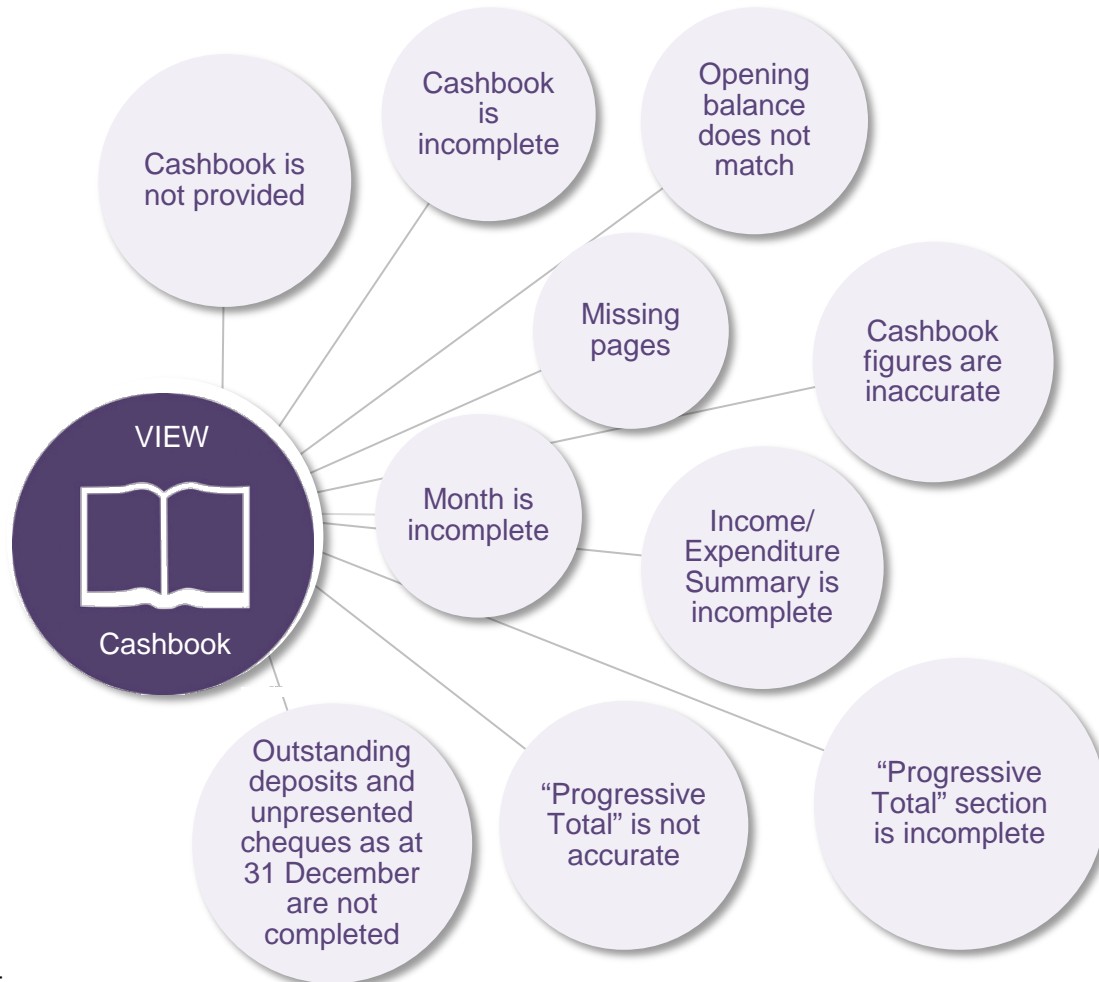 Cashbook is
not provided
Cashbook
is
incomplete
Opening
balance
does not
match
Missing
pages
Cashbook
figures are
inaccurate
VIEW
Cashbook
Month is
incomplete
Income/
Expenditure
Summary is
incomplete
Outstanding
deposits and
unpresented
cheques as at
31 December
are not
completed
“Progressive
Total” is not
accurate
“Progressive
Total” section
is incomplete